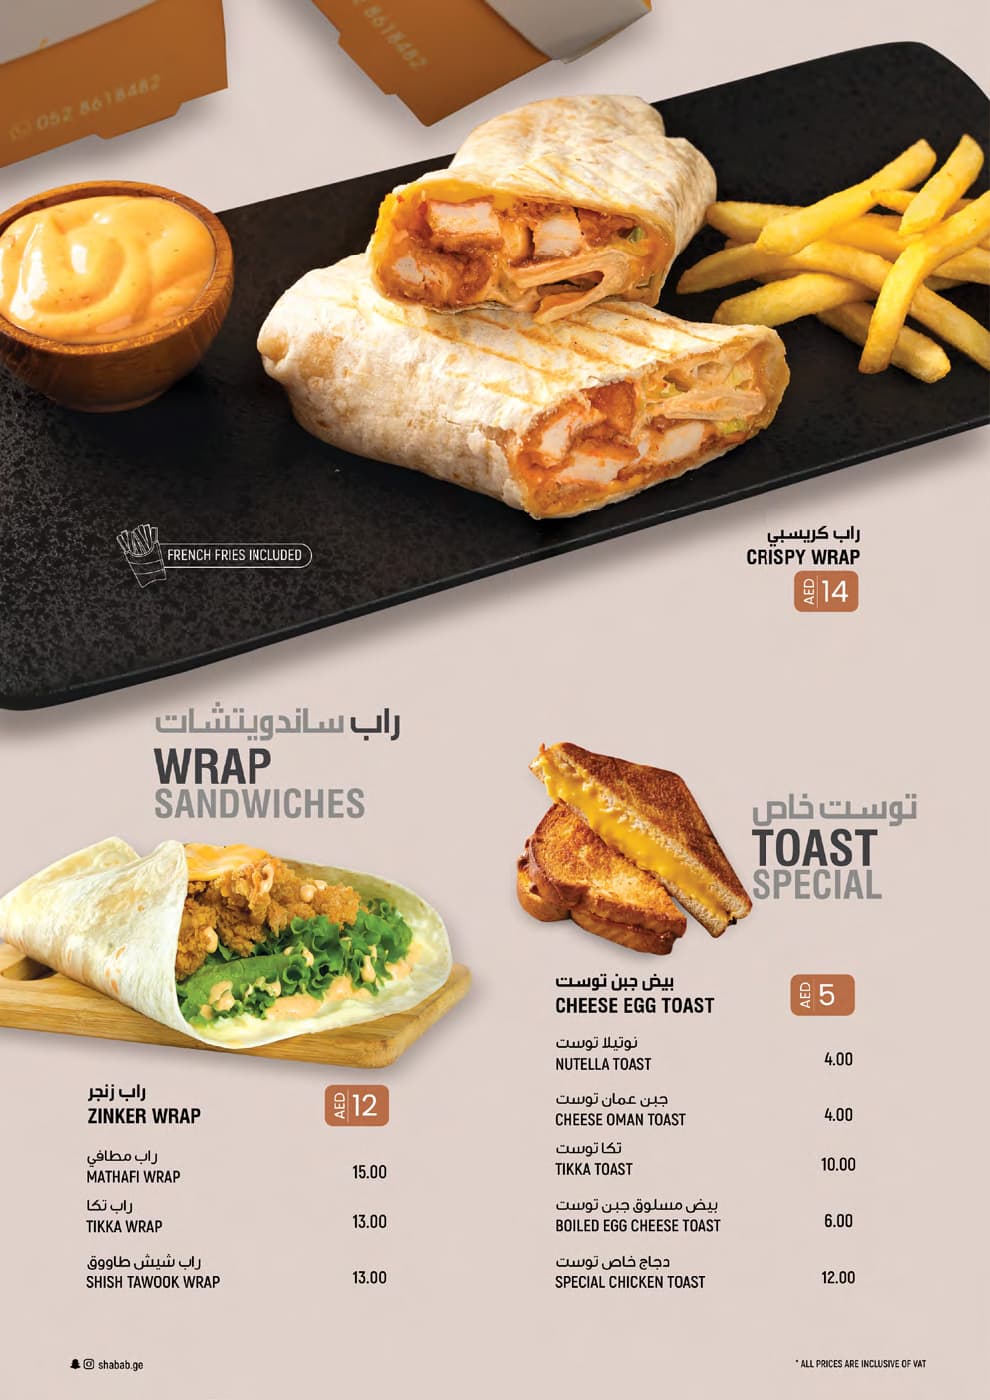 052 8618482
8618482
FRENCH FRIES INCLUDED
راب كريسبي
CRISPY WRAP
AED 14
راب ساندويتشات
WRAP
SANDWICHES
توست خاص
TOAST
SPECIAL
راب زنجر
ZINKER WRAP
AED 12
راب مطافي
MATHAFI WRAP
15.00
راب تكا
TIKKA WRAP
13.00
راب شيش طاووق
SHISH TAWOOK WRAP
13.00
بيض جبن توست
CHEESE EGG TOAST
AED 5
نوتيلا توست
NUTELLA TOAST
4.00
جبن عمان توست
CHEESE OMAN TOAST
4.00
تكا توست
TIKKA TOAST
10.00
بيض مسلوق جبن توست
BOILED EGG CHEESE TOAST
6.00
دجاج خاص توست
SPECIAL CHICKEN TOAST
12.00
shabab.ge
* ALL PRICES ARE INCLUSIVE OF VAT